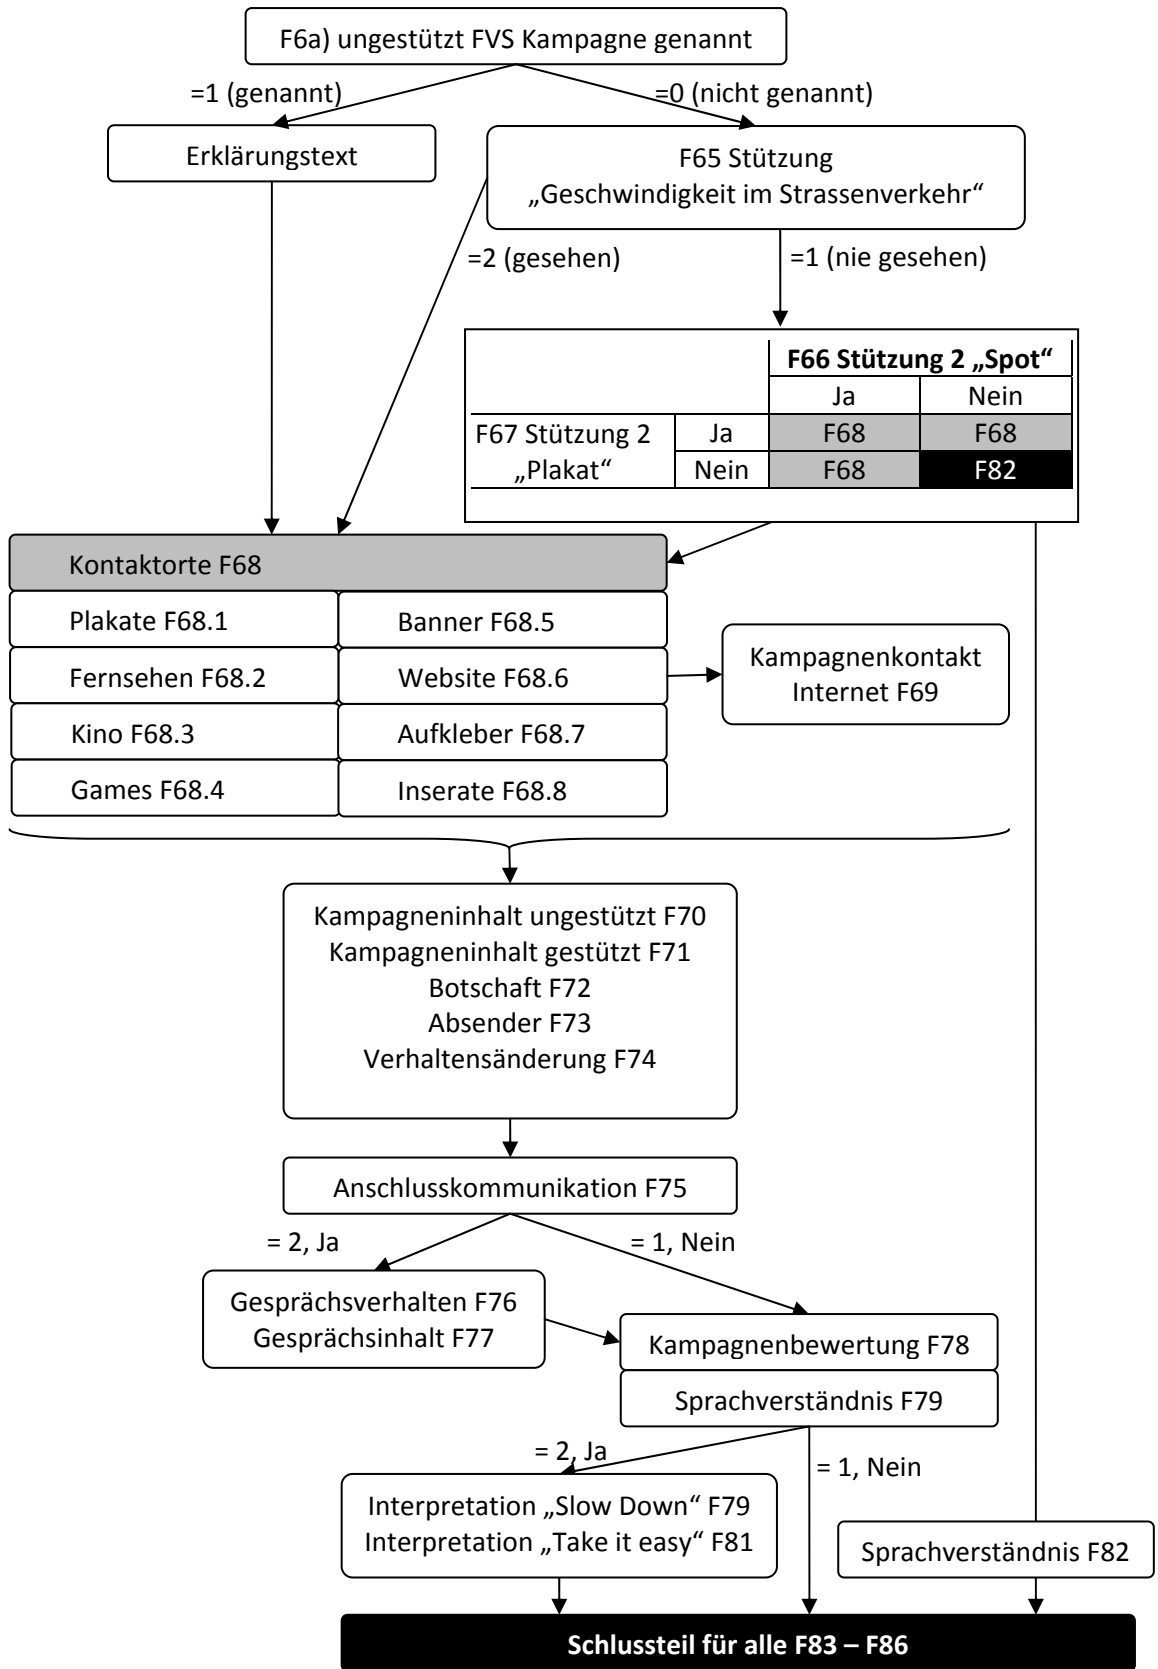 F6a) ungestützt FVS Kampagne genannt
=1 (genannt)
=0 (nicht genannt)
Erklärungstext
F65 Stützung
„Geschwindigkeit im Strassenverkehr“
=2 (gesehen)
=1 (nie gesehen)
F66 Stützung 2 „Spot“
Ja Nein
F67 Stützung 2 Ja F68 F68
„Plakat“ Nein F68 F82
Kontaktorte F68
Plakate F68.1 Banner F68.5
Fernsehen F68.2 Website F68.6
Kino F68.3 Aufkleber F68.7
Games F68.4 Inserate F68.8
Kampagnenkontakt
Internet F69
Kampagneninhalt ungestützt F70
Kampagneninhalt gestützt F71
Botschaft F72
Absender F73
Verhaltensänderung F74
Anschlusskommunikation F75
= 2, Ja
= 1, Nein
Gesprächsverhalten F76
Gesprächsinhalt F77
Kampagnenbewertung F78
Sprachverständnis F79
= 2, Ja
= 1, Nein
Interpretation „Slow Down“ F79
Interpretation „Take it easy“ F81
Sprachverständnis F82
Schlussteil für alle F83 – F86